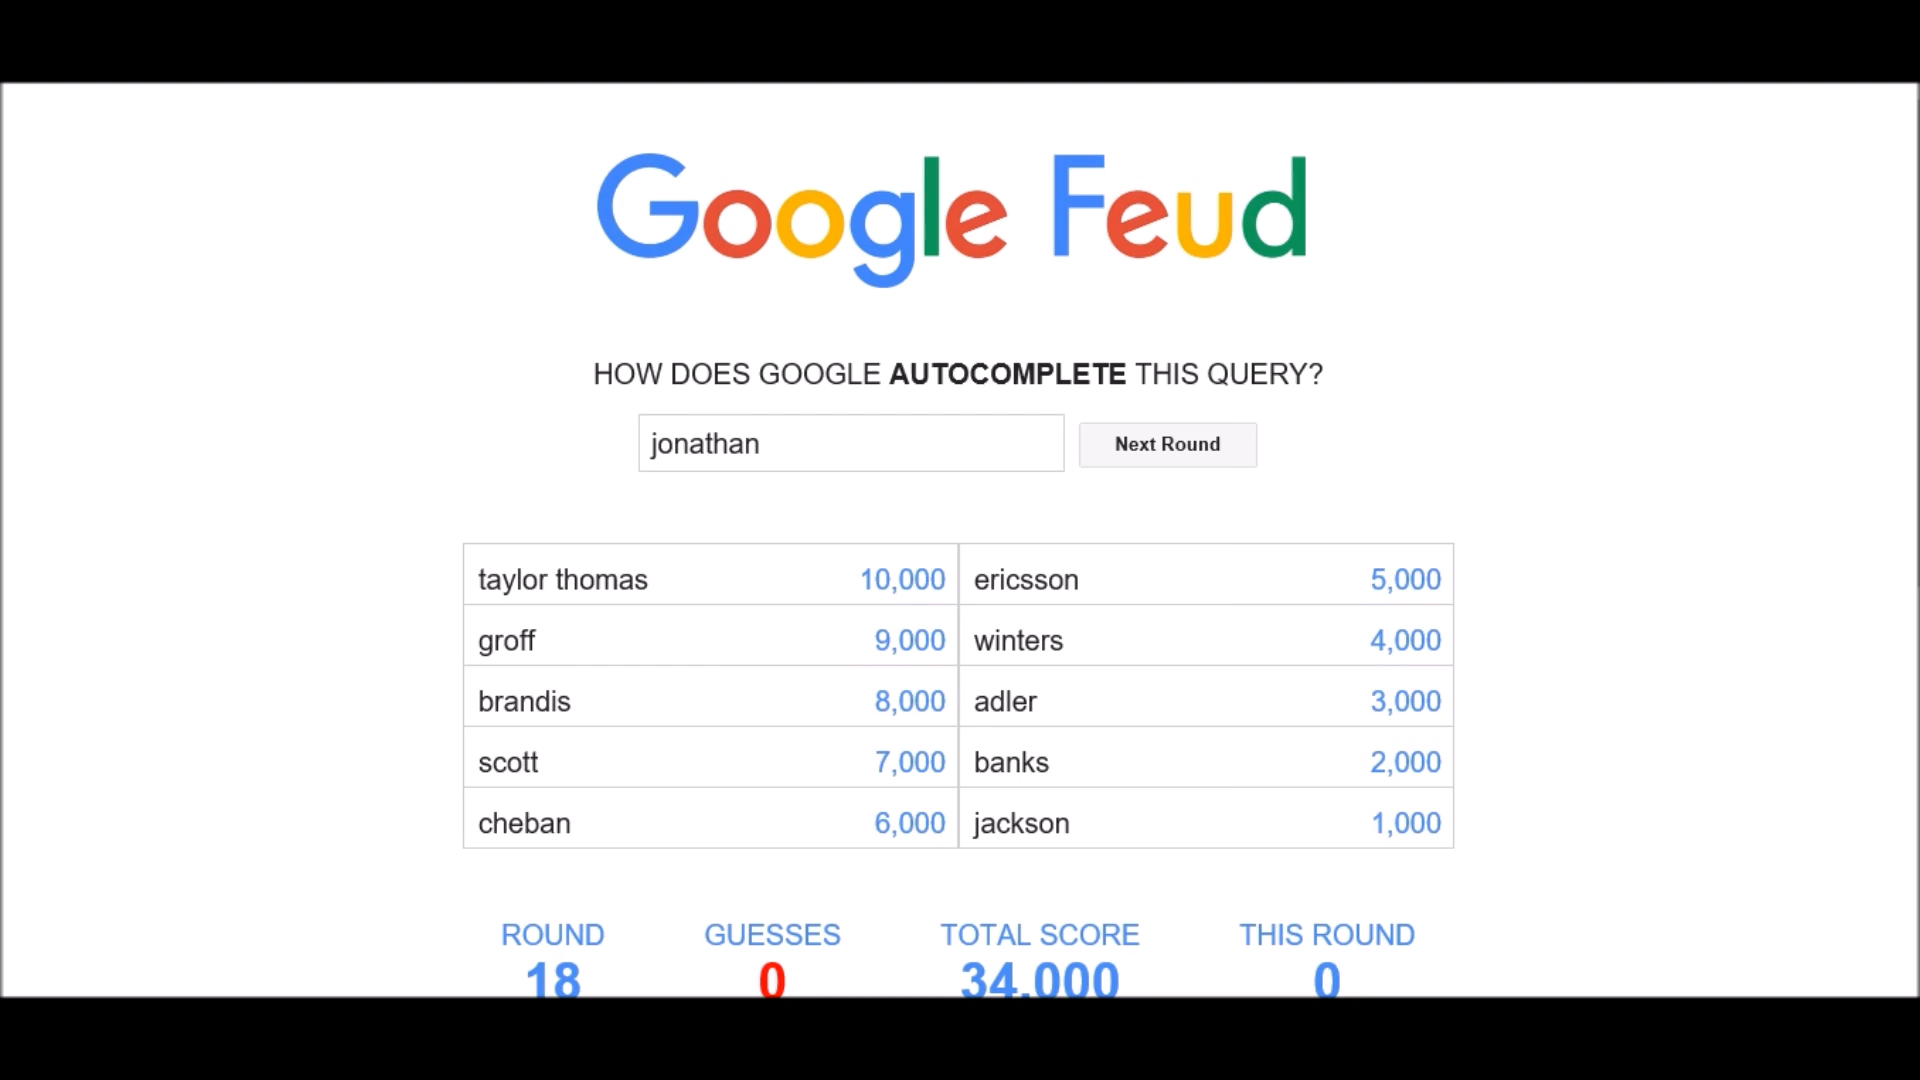 Google Feud
HOW DOES GOOGLE AUTOCOMPLETE THIS QUERY?
jonathan
Next Round
taylor thomas 10,000 ericsson 5,000
groff 9,000 winters 4,000
brandis 8,000 adler 3,000
scott 7,000 banks 2,000
cheban 6,000 jackson 1,000
ROUND GUESSES TOTAL SCORE THIS ROUND
18 0 34,000 0